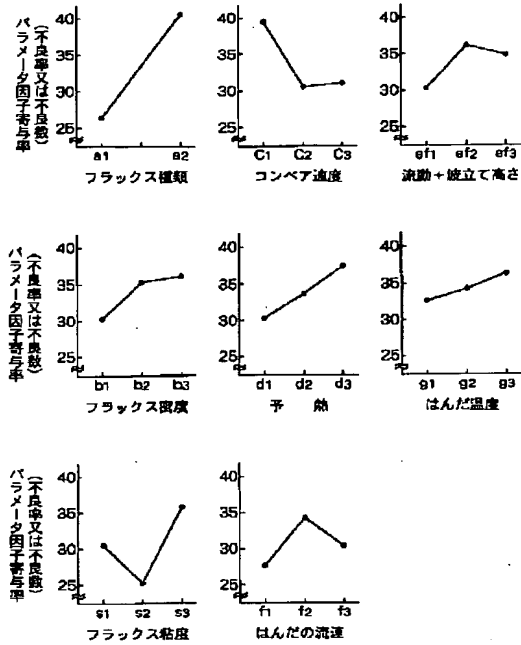 パラメータ因子寄与率
(不良率又は不良数)
40
35
30
25
a1 a2
フラックス種類
40
35
30
25
C1 C2 C3
コンベア速度
40
35
30
25
ef1 ef2 ef3
流動+波立て高さ
パラメータ因子寄与率
(不良率又は不良数)
40
35
30
25
b1 b2 b3
フラックス密度
40
35
30
25
d1 d2 d3
予 熱
40
35
30
25
g1 g2 g3
はんだ温度
パラメータ因子寄与率
(不良率又は不良数)
40
35
30
25
s1 s2 s3
フラックス粘度
40
35
30
25
f1 f2 f3
はんだの流速